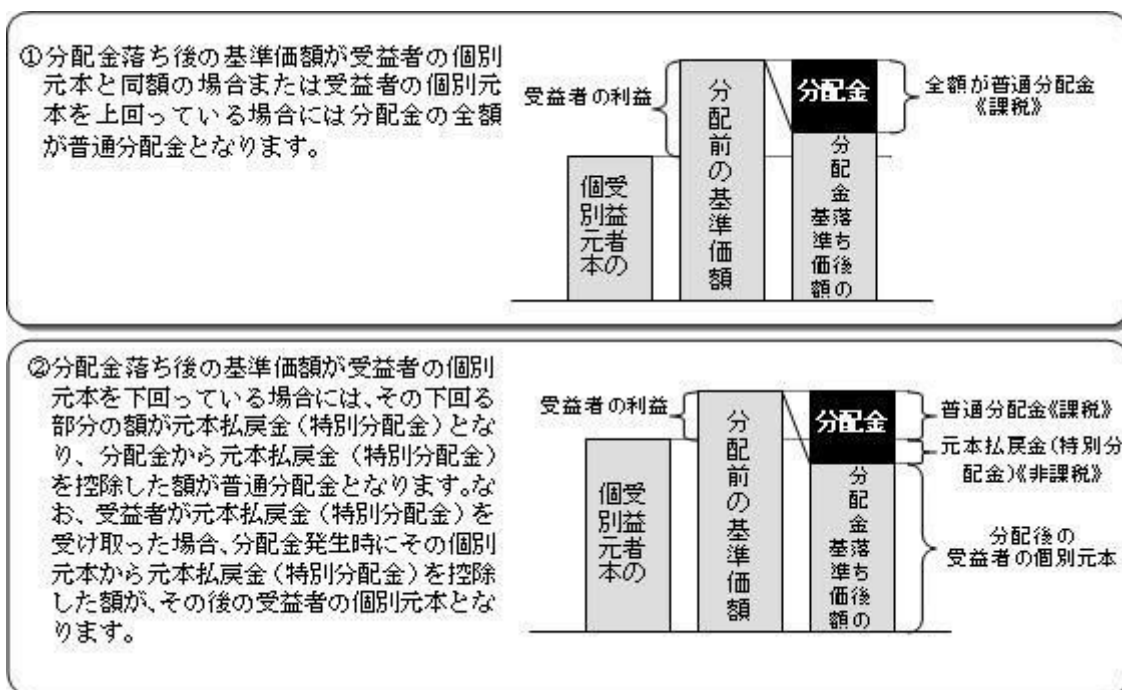 ①分配金落ち後の基準価額が受益者の個別
元本と同額の場合または受益者の個別元
本を上回っている場合には分配金の全額
が普通分配金となります。
受益者の利益
受益者の
個別元本
分配前の基準価額
分配金
分配金落ち後の
基準価額
全額が普通分配金
《課税》
②分配金落ち後の基準価額が受益者の個別
元本を下回っている場合には、その下回る
部分の額が元本払戻金(特別分配金)とな
り、分配金から元本払戻金(特別分配金)
を控除した額が普通分配金となります。な
お、受益者が元本払戻金(特別分配金)を
受け取った場合、分配金発生時にその個別
元本から元本払戻金(特別分配金)を控除
した額が、その後の受益者の個別元本とな
ります。
受益者の利益
受益者の
個別元本
分配前の基準価額
分配金
分配金落ち後の
基準価額
普通分配金《課税》
元本払戻金(特別分
配金)《非課税》
分配後の
受益者の個別元本